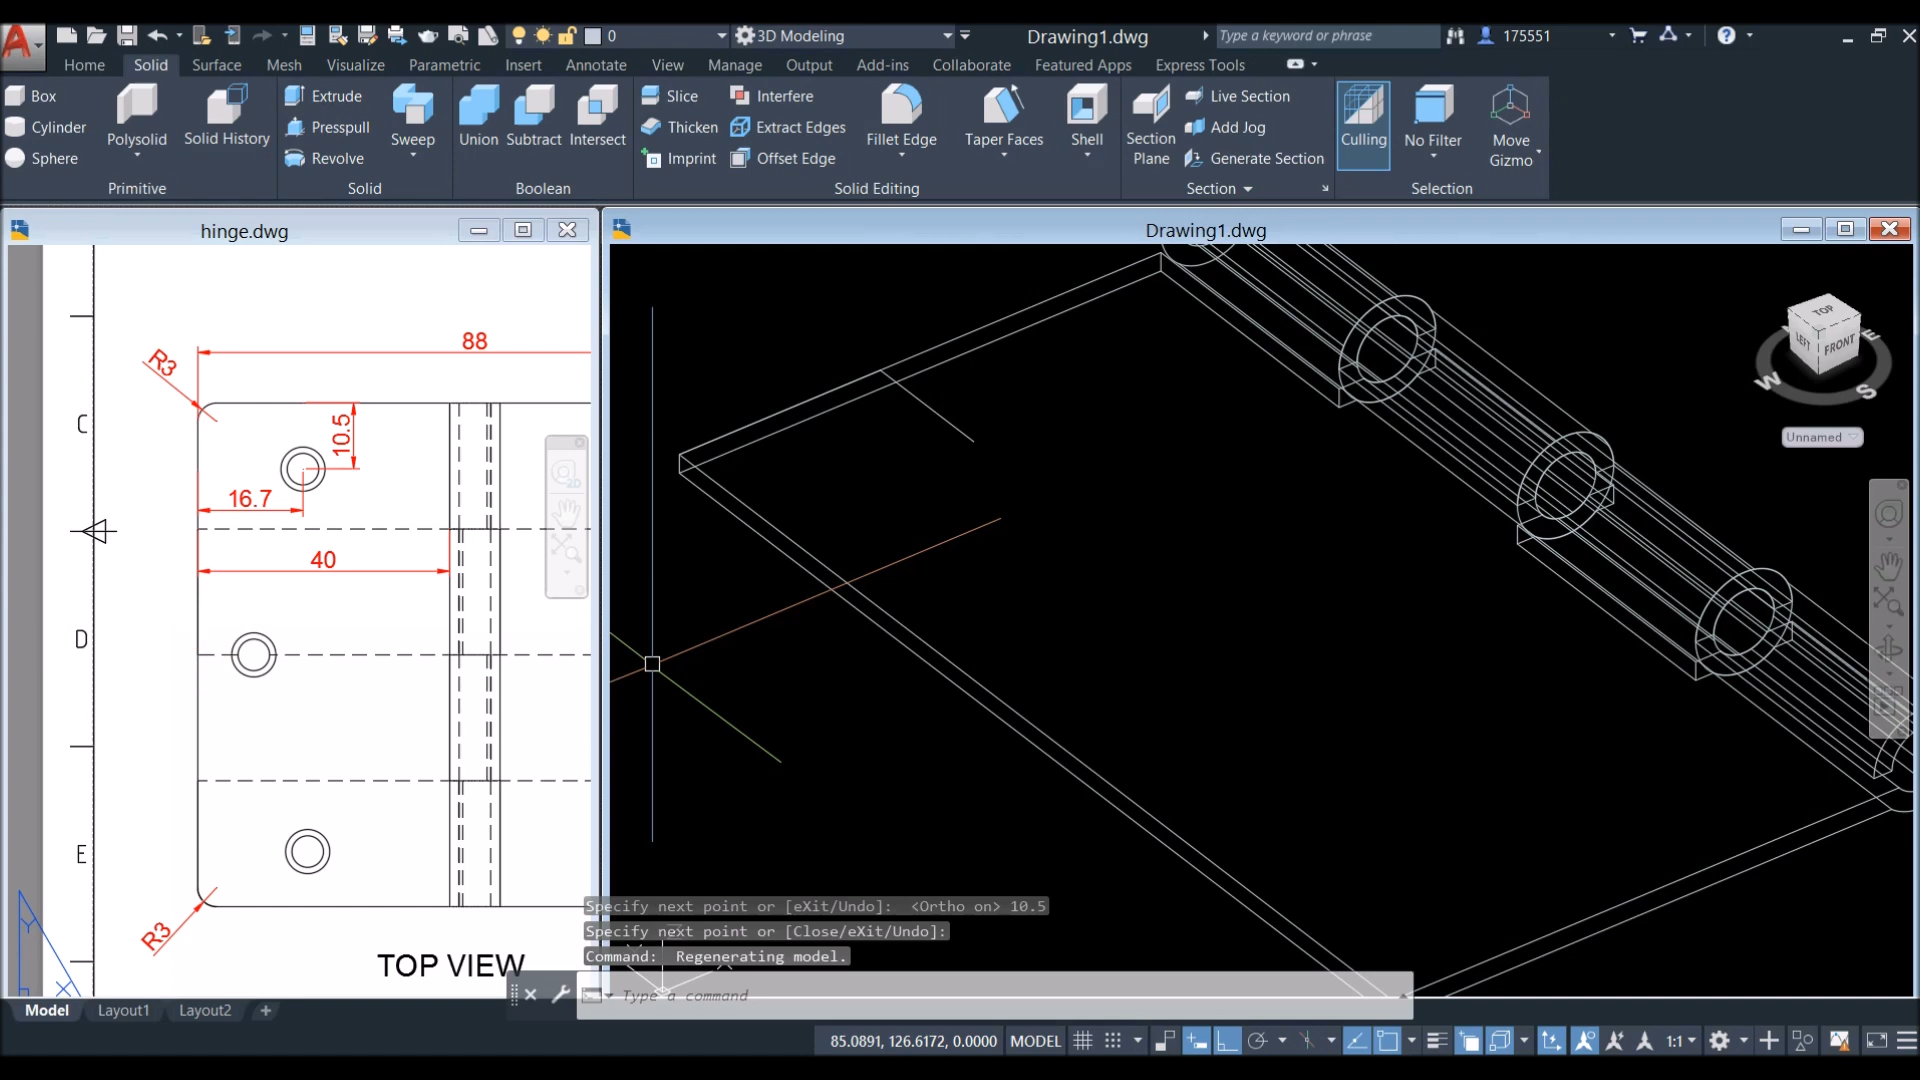 0
3D Modeling
Drawing1.dwg
Type a keyword or phrase
175551
Home Solid Surface Mesh Visualize Parametric Insert Annotate View Manage Output Add-ins Collaborate Featured Apps Express Tools
Box
Cylinder
Sphere
Polysolid
Solid History
Primitive
Extrude
Presspull
Revolve
Sweep
Solid
Union
Subtract
Intersect
Boolean
Slice
Thicken
Imprint
Interfere
Extract Edges
Offset Edge
Fillet Edge
Taper Faces
Shell
Solid Editing
Section
Plane
Live Section
Add Jog
Generate Section
Section
Culling
No Filter
Move
Gizmo
Selection
hinge.dwg
Drawing1.dwg
88
R3
C
10.5
16.7
40
D
E
R3
TOP VIEW
Y
X
2D
TOP
LEFT
FRONT
E
W
S
Unnamed
Specify next point or [eXit/Undo]:  <Ortho on> 10.5
Specify next point or [Close/eXit/Undo]:
Command:  Regenerating model.
Type a command
Model Layout1 Layout2 +
85.0891, 126.6172, 0.0000 MODEL 1:1